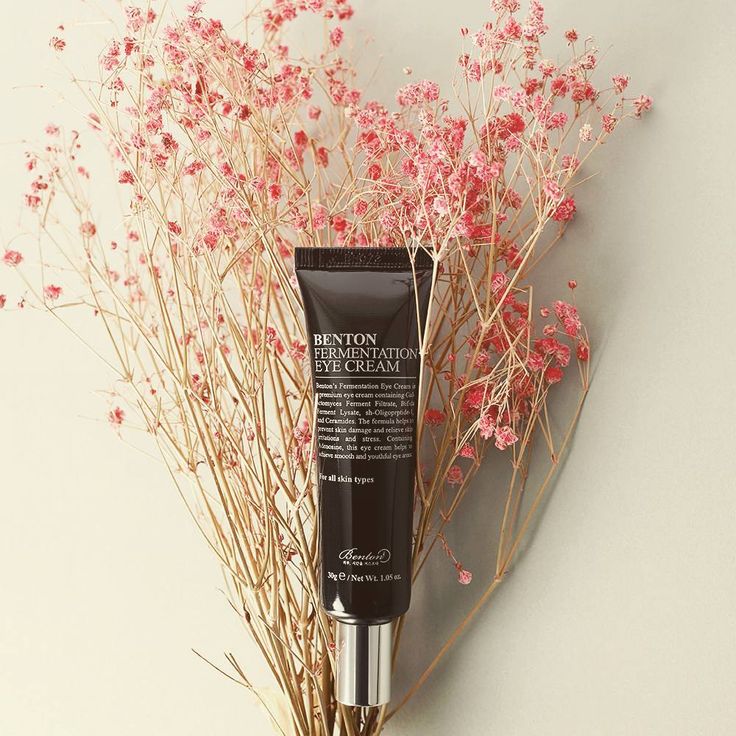 BENTON
FERMENTATION
EYE CREAM
Benton's Fermentation Eye Cream is
premium eye cream containing
Ferment Filtrate,
Ferment Lysate, sh-Oligopeptide-1,
and Ceramides. The formula helps to
prevent skin damage and relieve skin
irritations and stress. Containing
Adenosine, this eye cream helps to
achieve smooth and youthful eye areas.
For all skin types
Benton
30g ℮ / Net Wt. 1.05 oz.